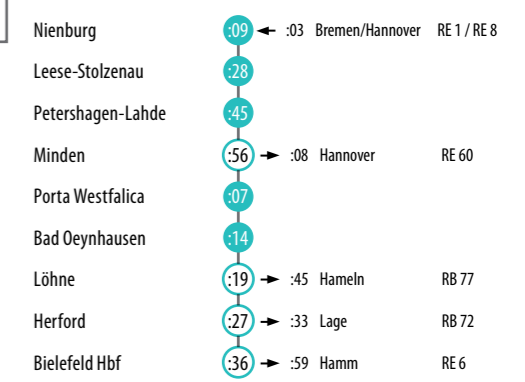 Nienburg :09 :03 Bremen/Hannover RE 1 / RE 8
Leese-Stolzenau :28
Petershagen-Lahde :45
Minden :56 :08 Hannover RE 60
Porta Westfalica :07
Bad Oeynhausen :14
Löhne :19 :45 Hameln RB 77
Herford :27 :33 Lage RB 72
Bielefeld Hbf :36 :59 Hamm RE 6